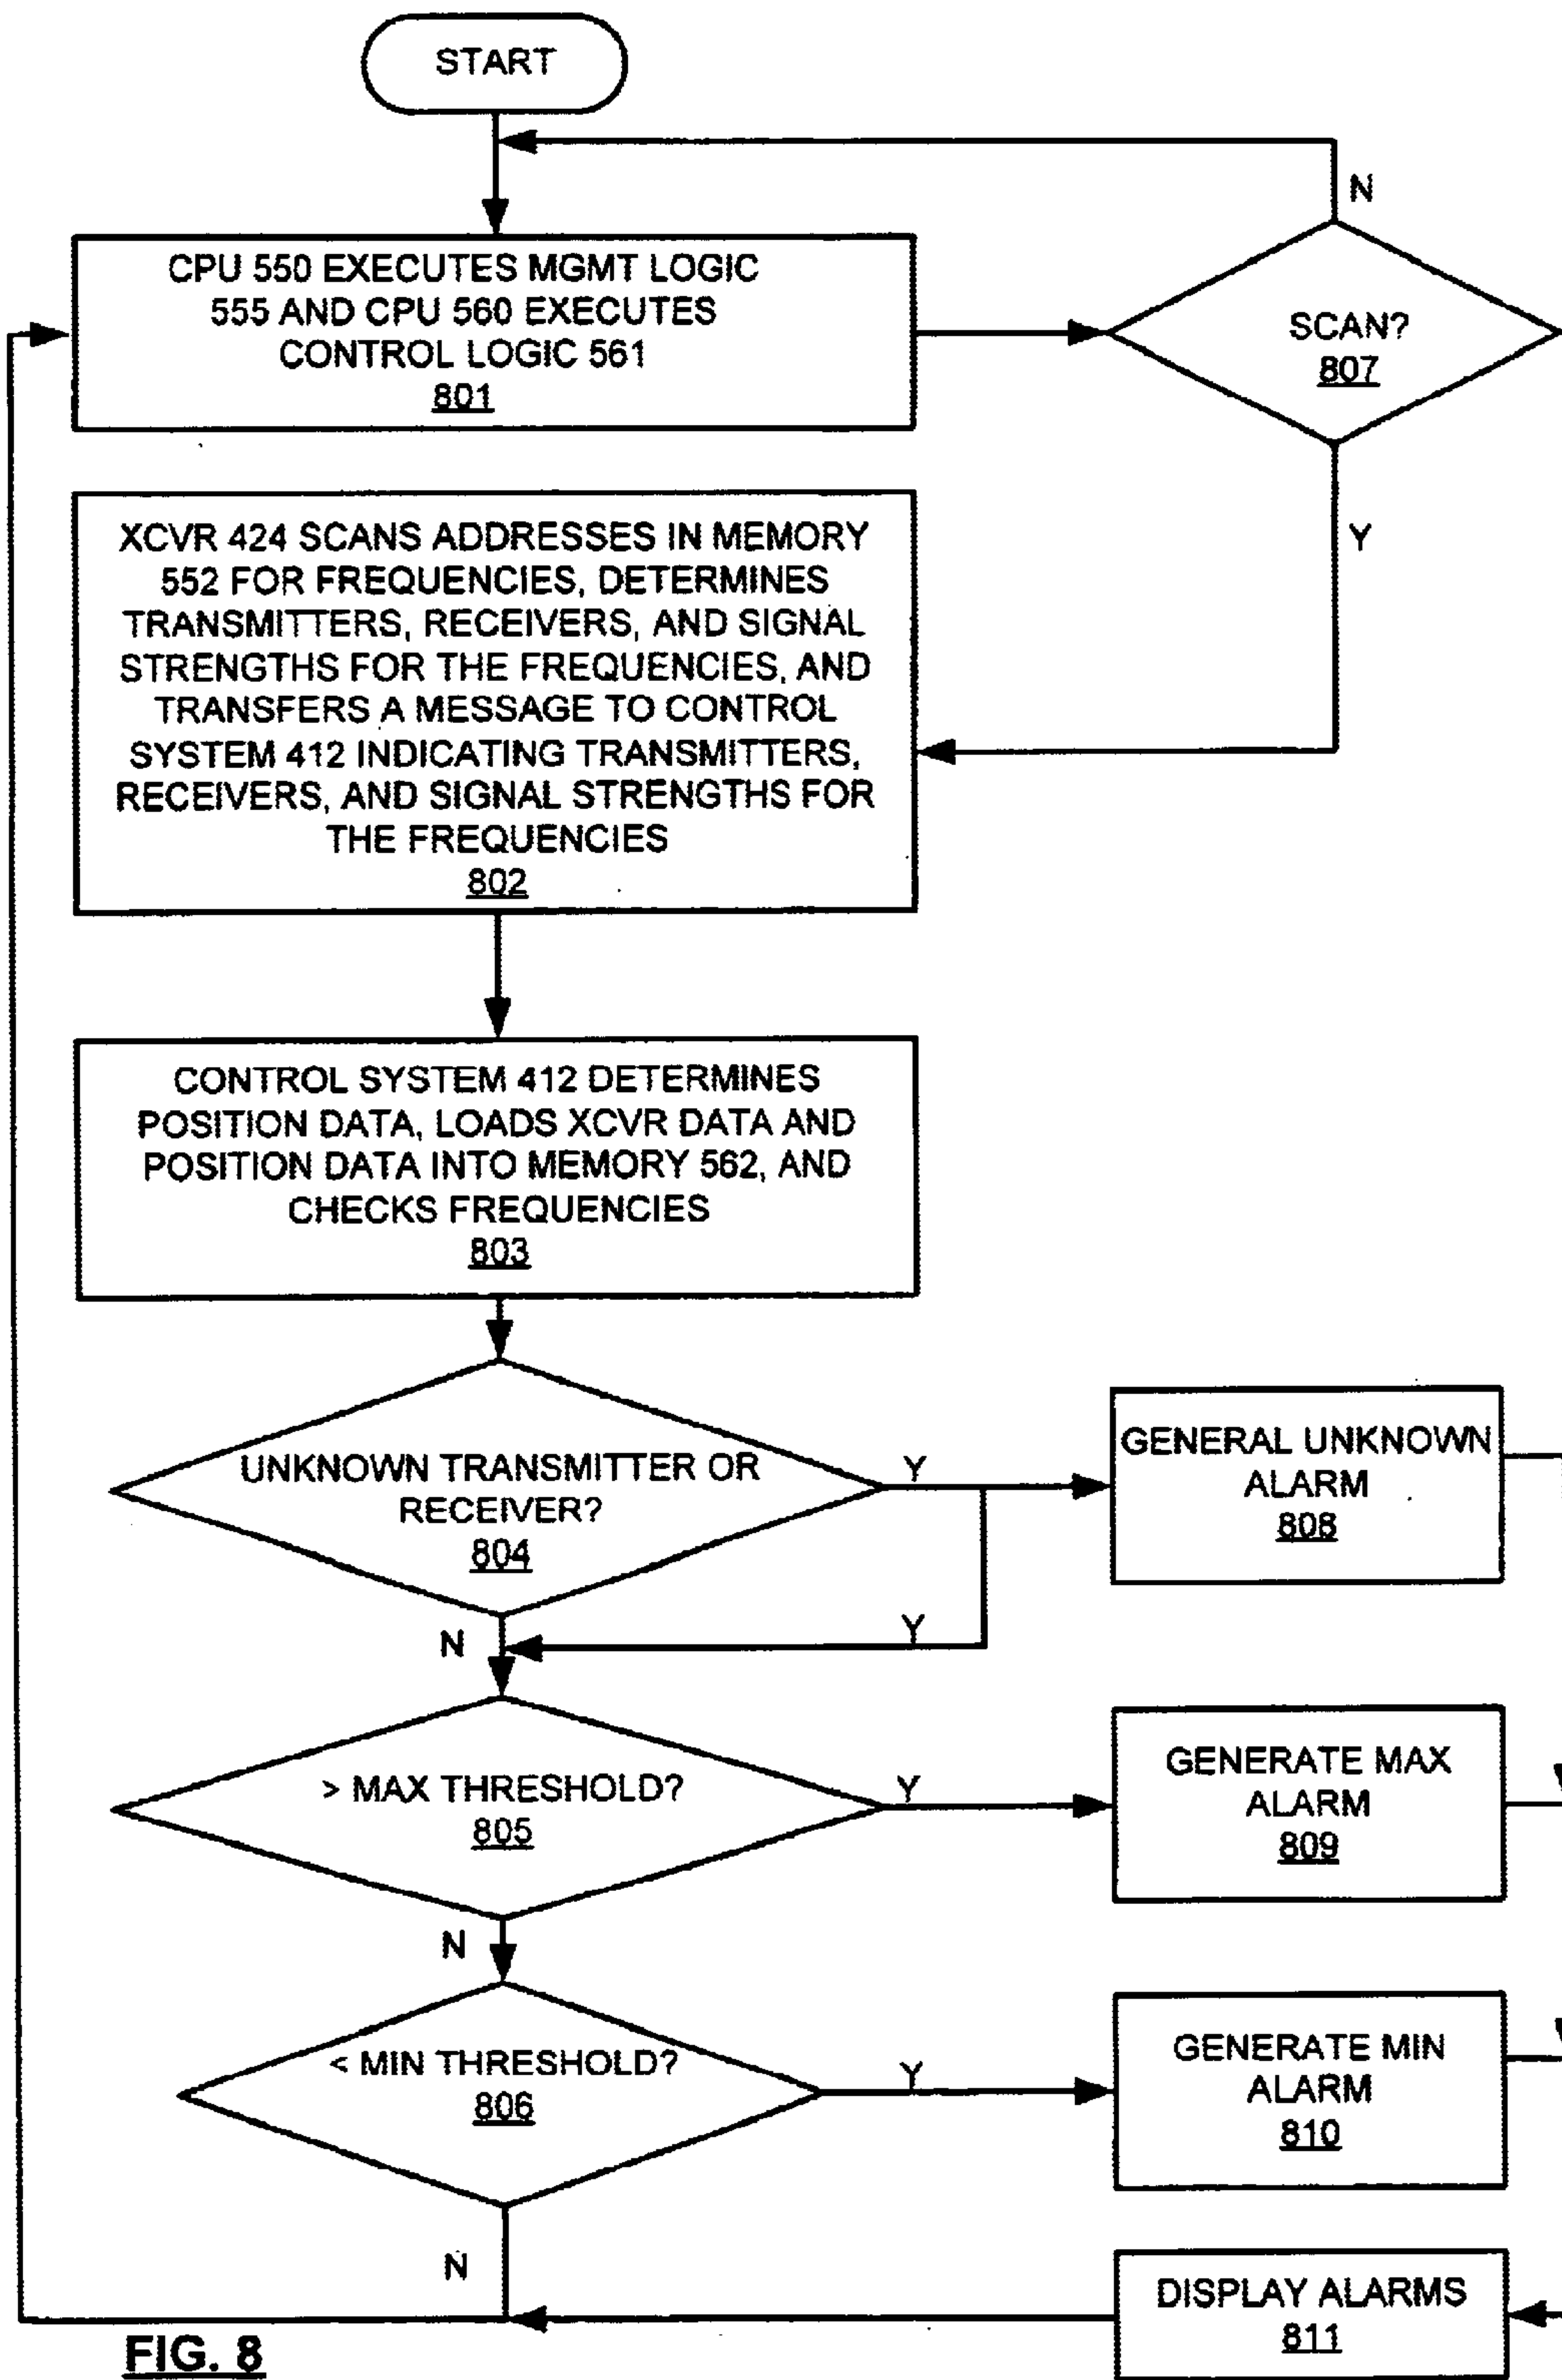 START
N
CPU 550 EXECUTES MGMT LOGIC
555 AND CPU 560 EXECUTES
CONTROL LOGIC 561
801
SCAN?
807
Y
XCVR 424 SCANS ADDRESSES IN MEMORY
552 FOR FREQUENCIES, DETERMINES
TRANSMITTERS, RECEIVERS, AND SIGNAL
STRENGTHS FOR THE FREQUENCIES, AND
TRANSFERS A MESSAGE TO CONTROL
SYSTEM 412 INDICATING TRANSMITTERS,
RECEIVERS, AND SIGNAL STRENGTHS FOR
THE FREQUENCIES
802
CONTROL SYSTEM 412 DETERMINES
POSITION DATA, LOADS XCVR DATA AND
POSITION DATA INTO MEMORY 562, AND
CHECKS FREQUENCIES
803
UNKNOWN TRANSMITTER OR
RECEIVER?
804
Y
GENERAL UNKNOWN
ALARM
808
N
Y
> MAX THRESHOLD?
805
Y
GENERATE MAX
ALARM
809
N
< MIN THRESHOLD?
806
Y
GENERATE MIN
ALARM
810
N
DISPLAY ALARMS
811
FIG. 8